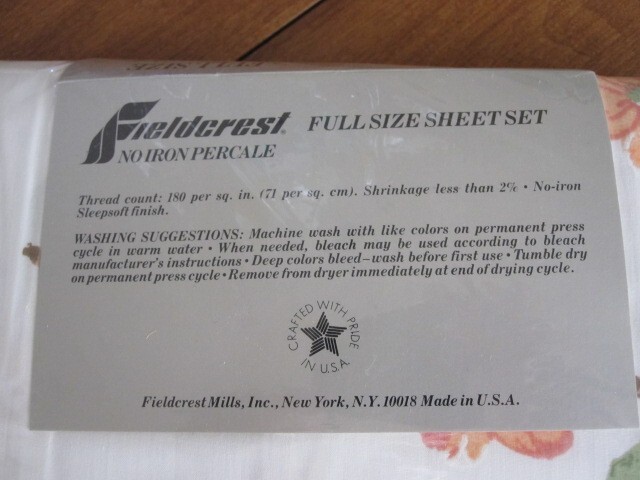 Fieldcrest® FULL SIZE SHEET SET
NO IRON PERCALE
Thread count: 180 per sq. in. (71 per sq. cm). Shrinkage less than 2% • No-iron
Sleepsoft finish.
WASHING SUGGESTIONS: Machine wash with like colors on permanent press
cycle in warm water • When needed, bleach may be used according to bleach
manufacturer's instructions • Deep colors bleed—wash before first use • Tumble dry
on permanent press cycle • Remove from dryer immediately at end of drying cycle.
CRAFTED WITH PRIDE
IN U.S.A.
Fieldcrest Mills, Inc., New York, N.Y. 10018 Made in U.S.A.